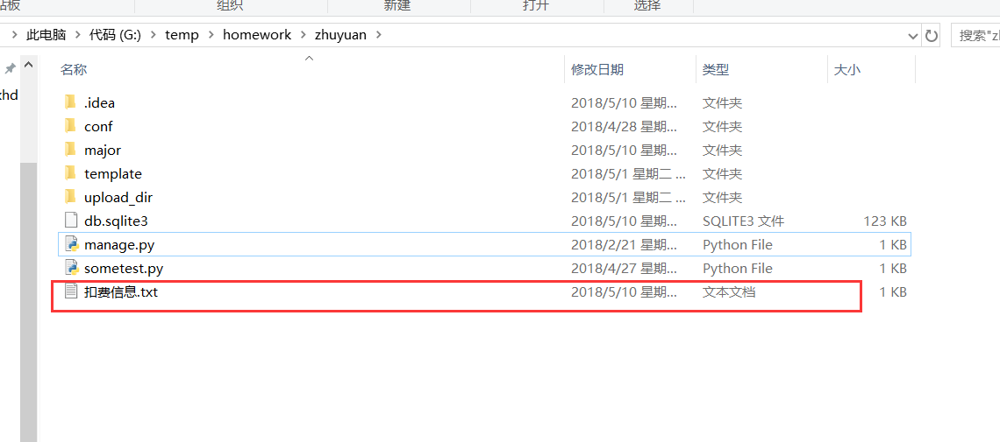 贴板 组织 新建 打开 选择
此电脑 代码 (G:) temp homework zhuyuan 搜索"zh
名称 修改日期 类型 大小
.idea 2018/5/10 星期... 文件夹
xhd
conf 2018/4/28 星期... 文件夹
major 2018/5/10 星期... 文件夹
template 2018/5/1 星期二 ... 文件夹
upload_dir 2018/5/1 星期二 ... 文件夹
db.sqlite3 2018/5/10 星期... SQLITE3 文件 123 KB
manage.py 2018/2/21 星期... Python File 1 KB
sometest.py 2018/4/27 星期... Python File 1 KB
扣费信息.txt 2018/5/10 星期... 文本文档 1 KB